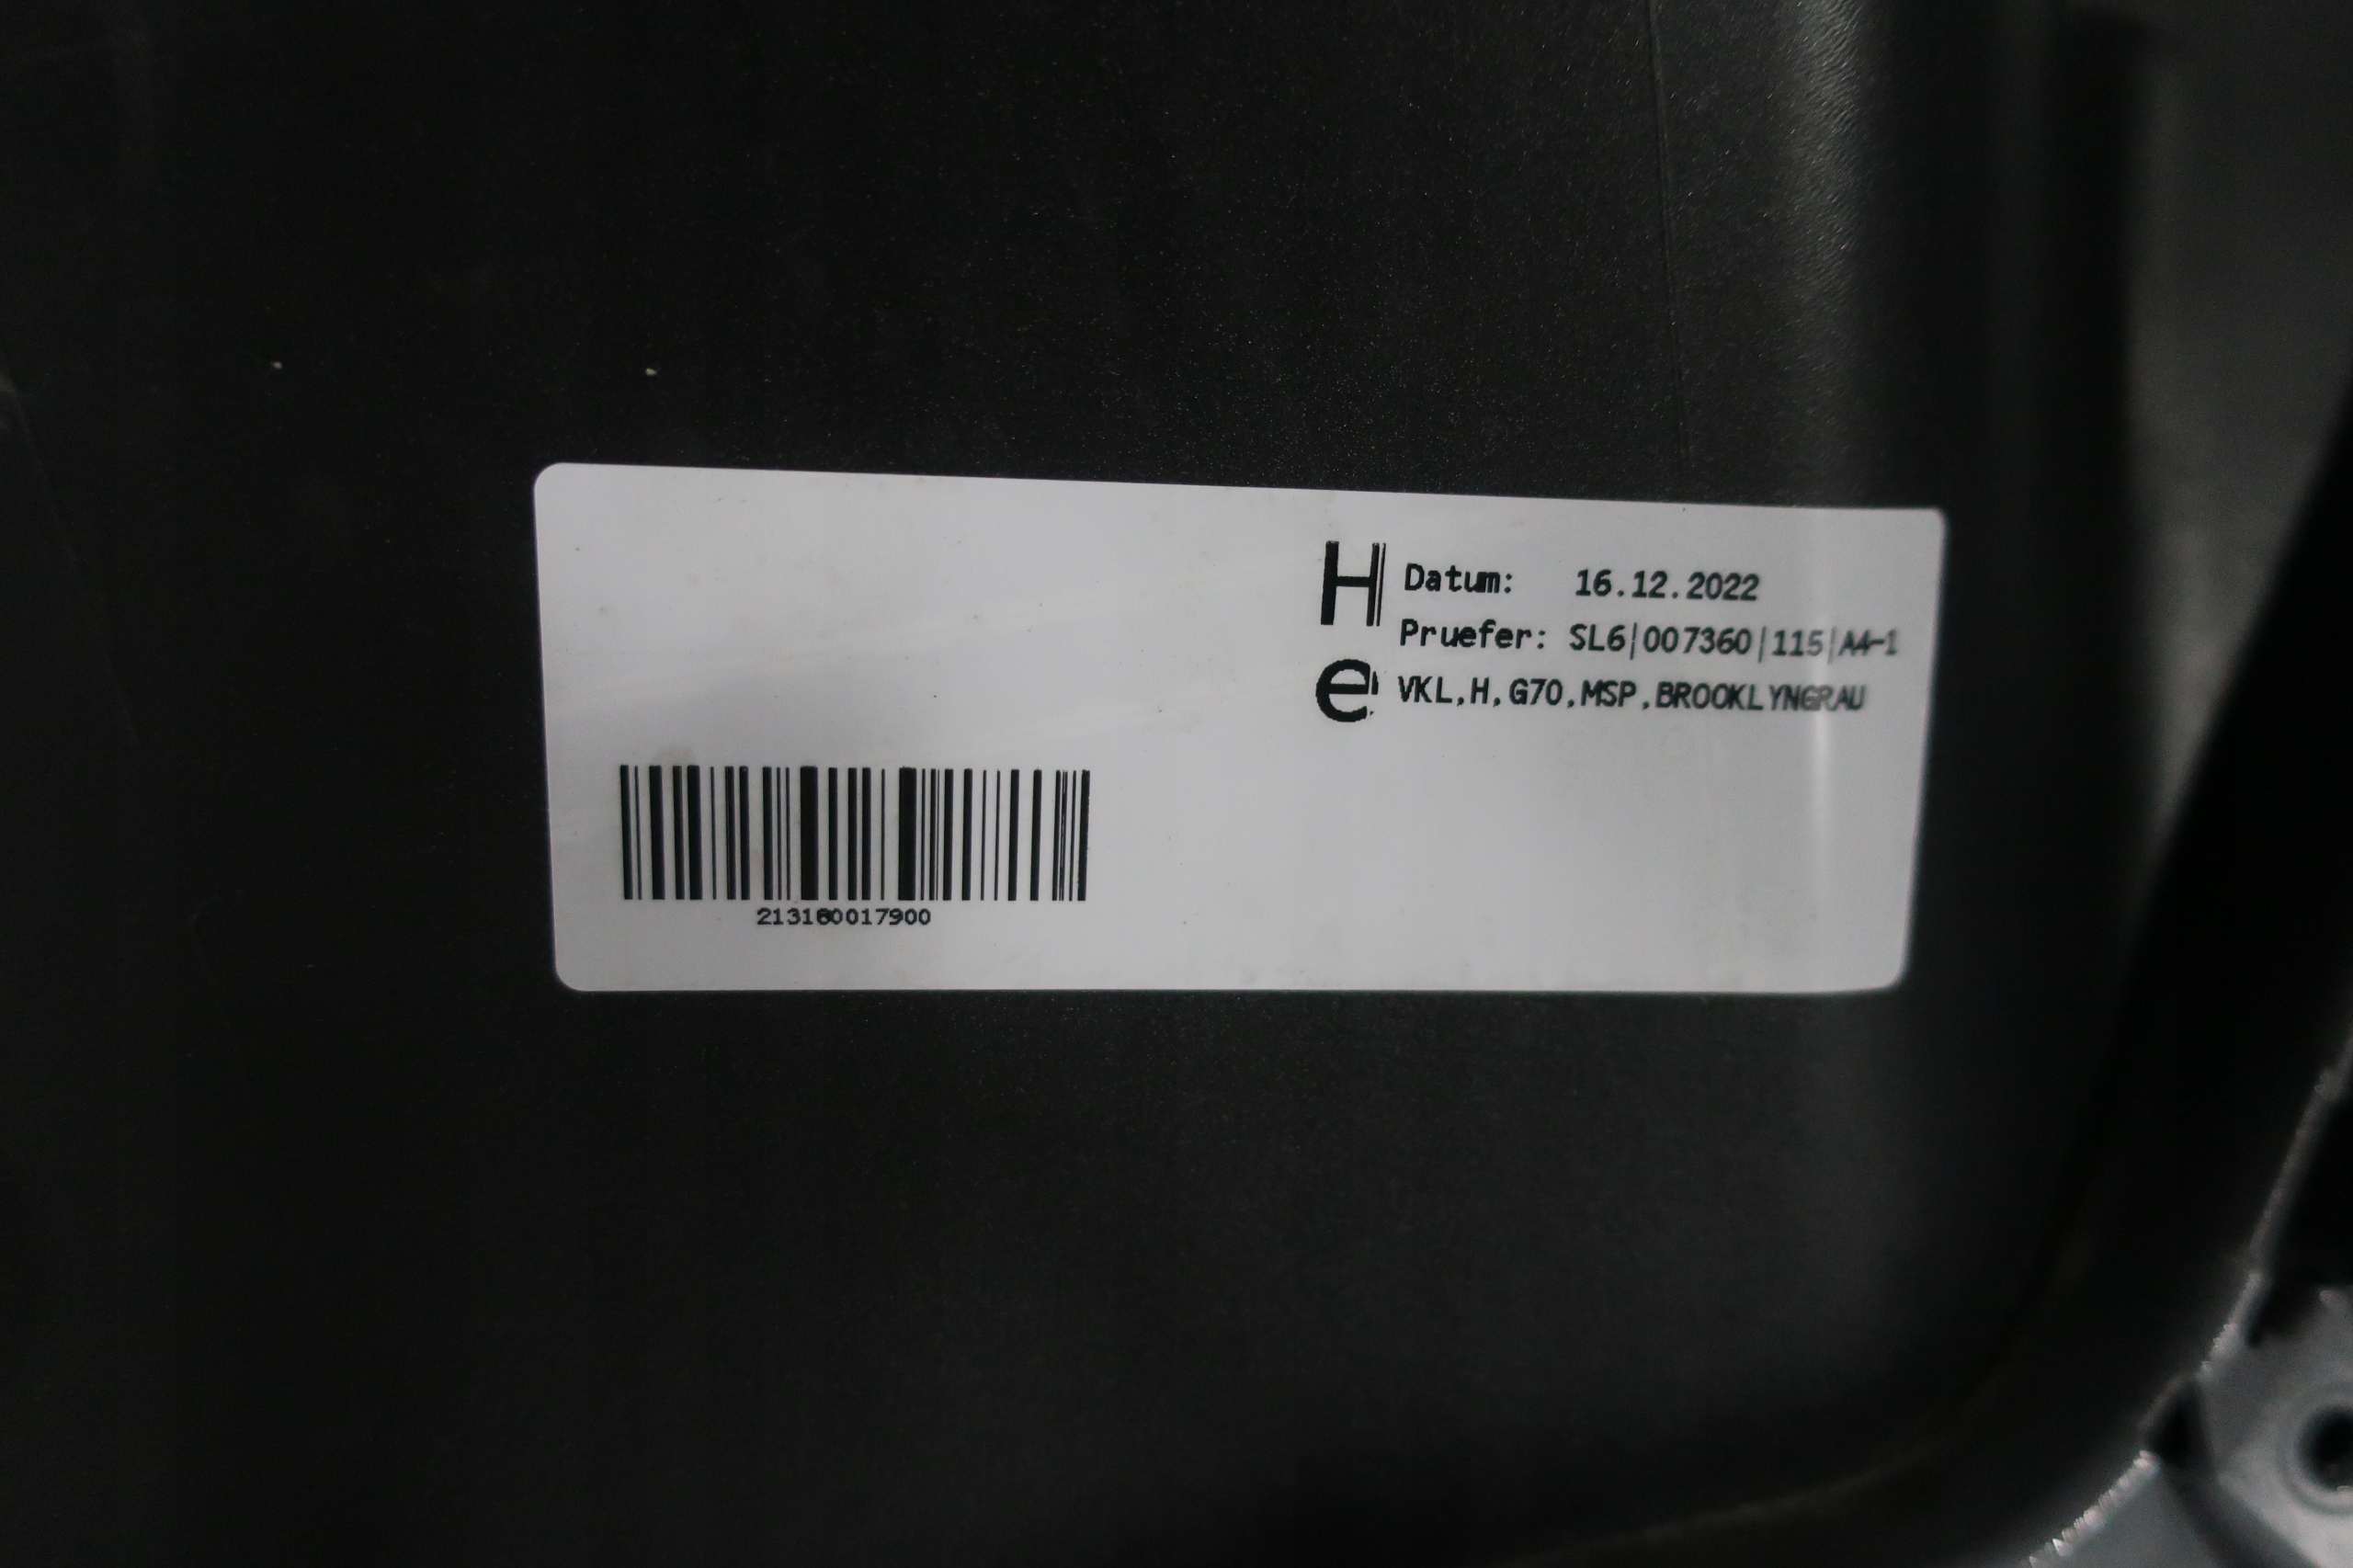 H Datum: 16.12.2022
Pruefer: SL6|007360|115|A4-1
e VKL,H,G70,MSP,BROOKLYNGRAU
213160017900